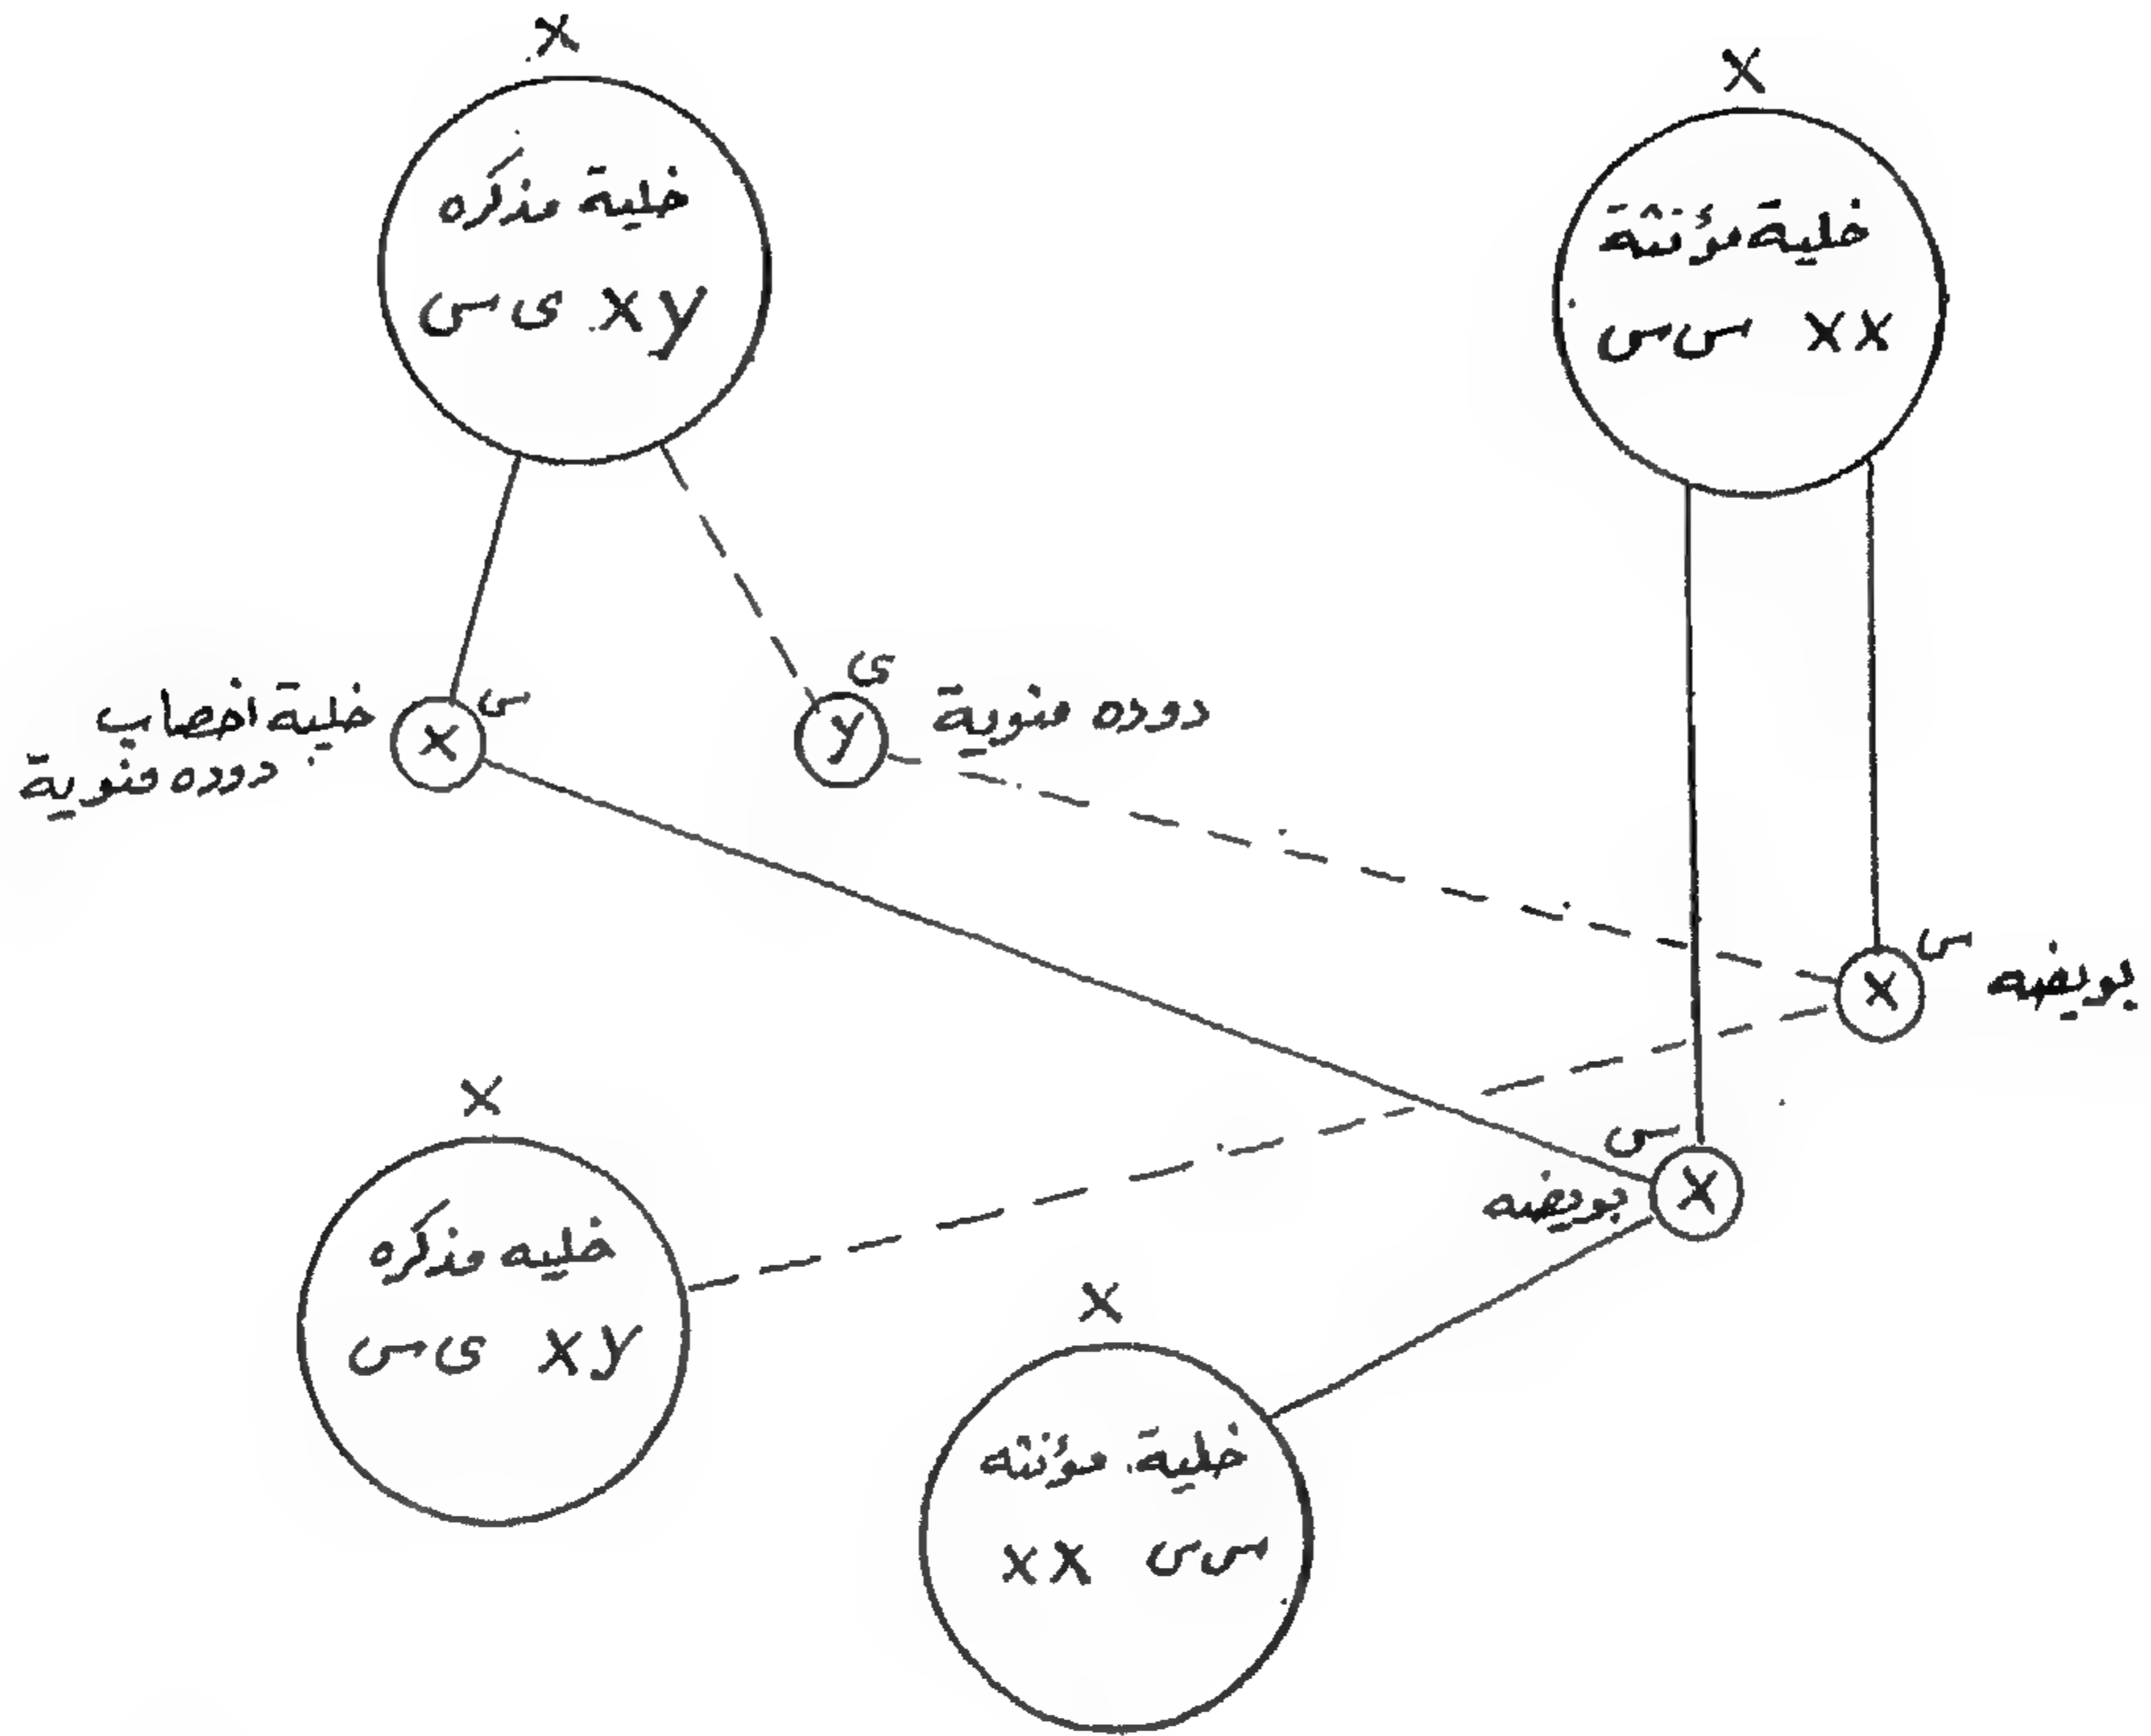 X
خلية مذكره
ى س xy
X
خلية مؤنثة
س س xx
س
X
خلية اخصاب
دوده منوية
ى
y
دوده منوية
س
X
بويضه
س
X
بويضه
X
خليه مذكره
ى س xy
X
خلية مؤنثه
xx س س